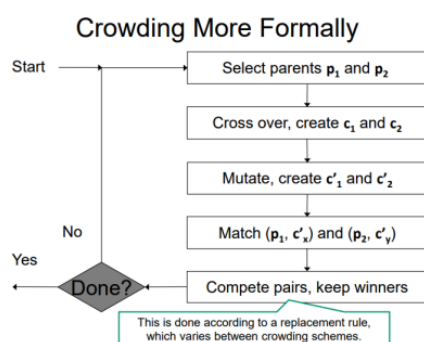 Crowding More Formally
Start
Select parents p₁ and p₂
Cross over, create c₁ and c₂
Mutate, create c'₁ and c'₂
Match (p₁, c'ₓ) and (p₂, c'ᵧ)
No
Yes
Done?
Compete pairs, keep winners
This is done according to a replacement rule,
which varies between crowding schemes.